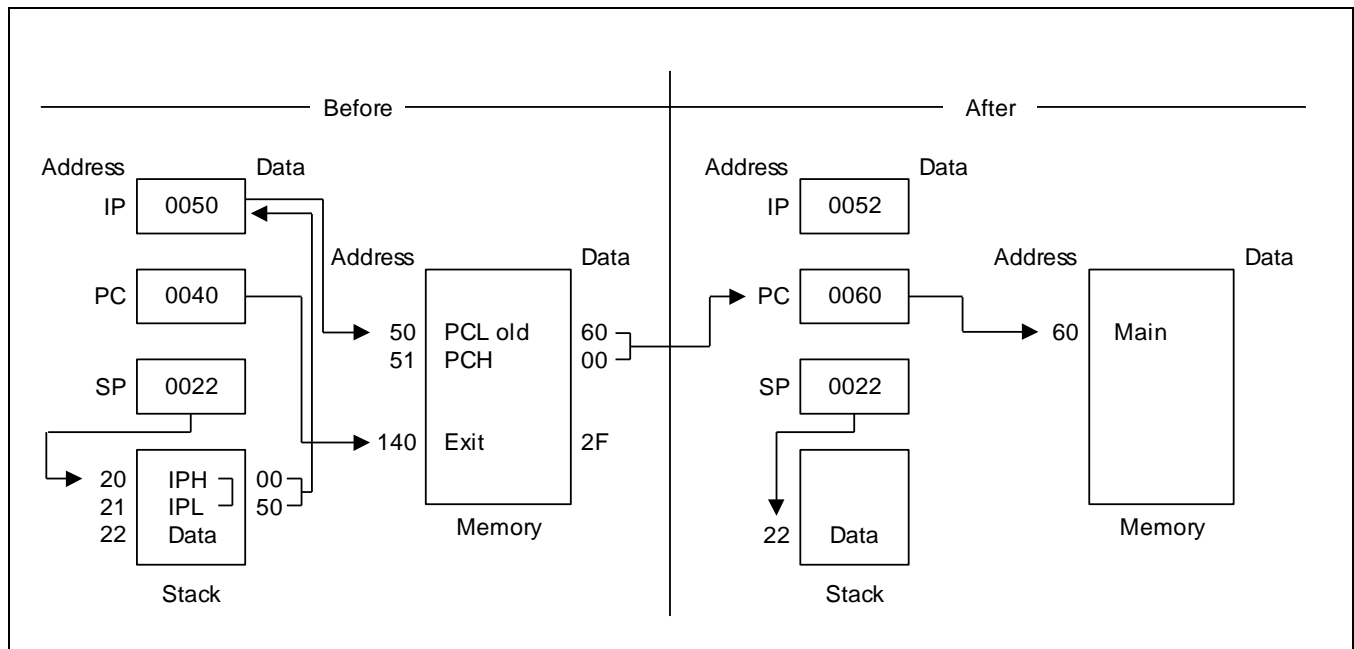 Before
After
Address Data
IP 0050
PC 0040
SP 0022
20 IPH 00
21 IPL 50
22 Data
Stack
Address Data
50 PCL old 60
51 PCH 00
140 Exit 2F
Memory
Address Data
IP 0052
PC 0060
SP 0022
22 Data
Stack
Address Data
60 Main
Memory